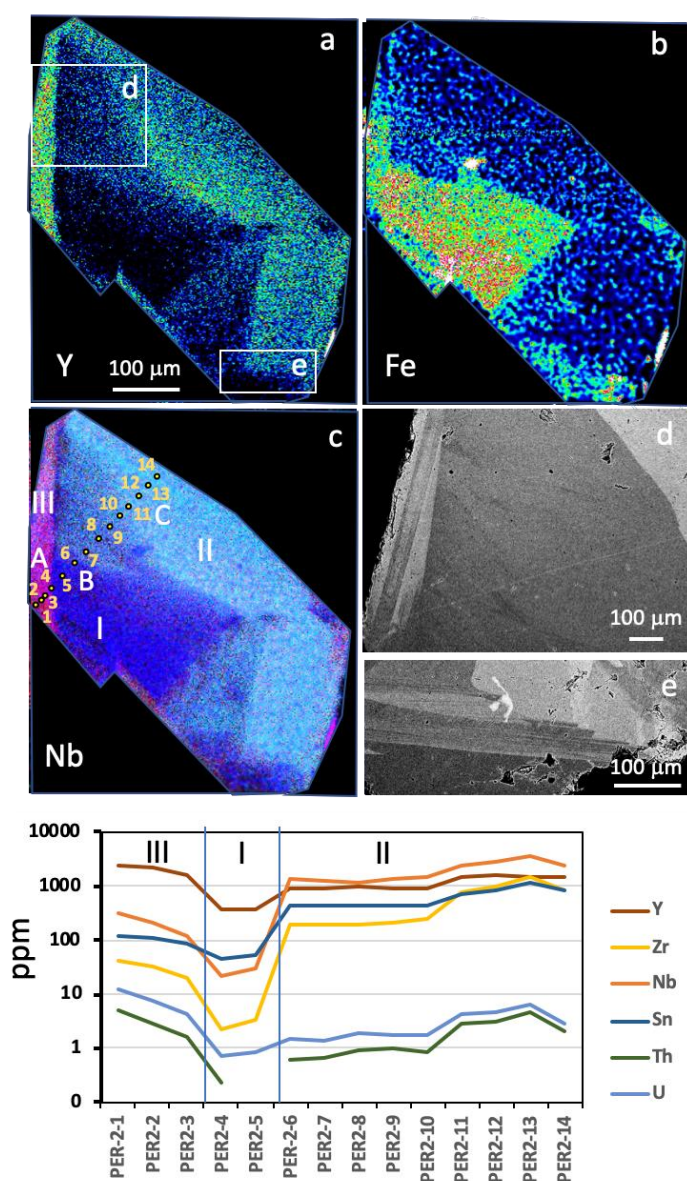 a
b
d
e
Y
100 µm
Fe
c
d
14
12
13
10
C
11
III
8
9
II
A
6
7
4
B
2
5
3
1
I
Nb
100 µm
e
100 µm
10000
1000
100
10
1
0
ppm
III
I
II
Y
Zr
Nb
Sn
Th
U
PER-2-1
PER2-2
PER2-3
PER2-4
PER2-5
PER2-6
PER2-7
PER2-8
PER2-9
PER2-10
PER2-11
PER2-12
PER2-13
PER2-14